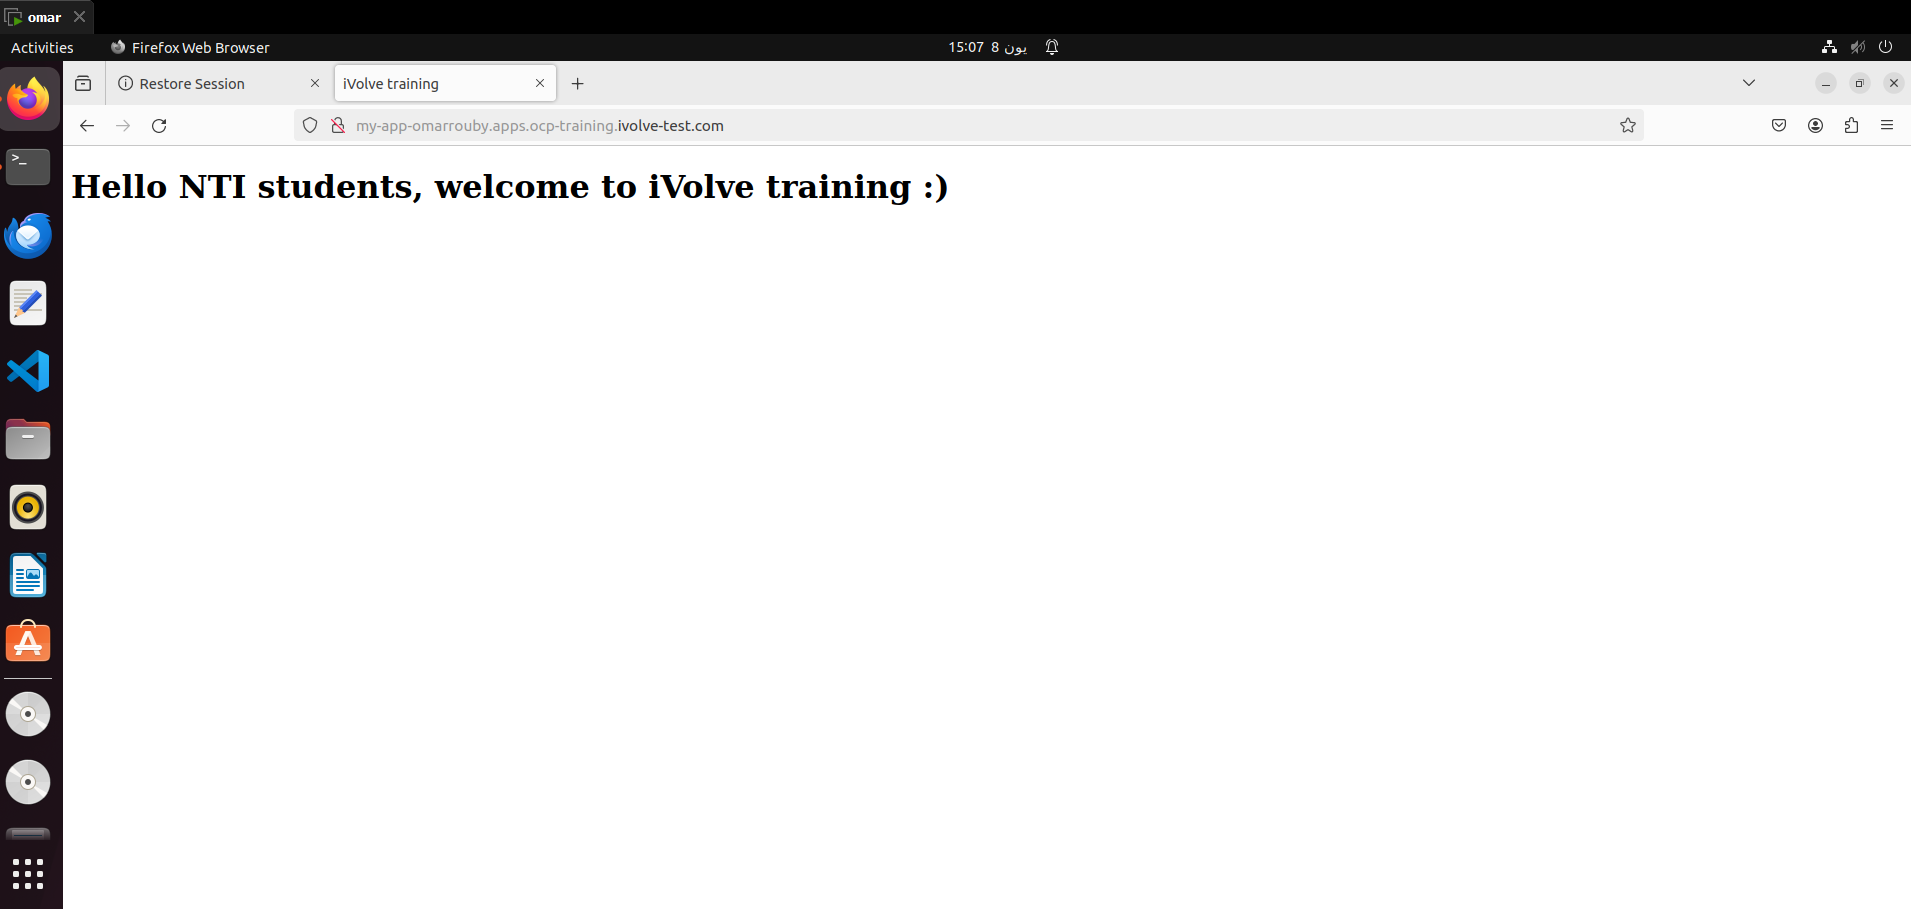 omar
Activities
Firefox Web Browser
15:07 8 يون
Restore Session
iVolve training
my-app-omarrouby.apps.ocp-training.ivolve-test.com
Hello NTI students, welcome to iVolve training :)
>_